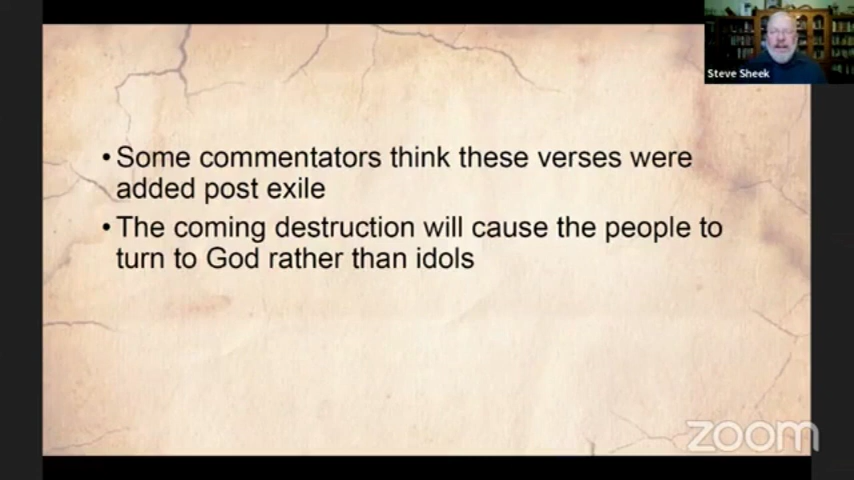 Steve Sheek
• Some commentators think these verses were
added post exile
• The coming destruction will cause the people to
turn to God rather than idols
zoom